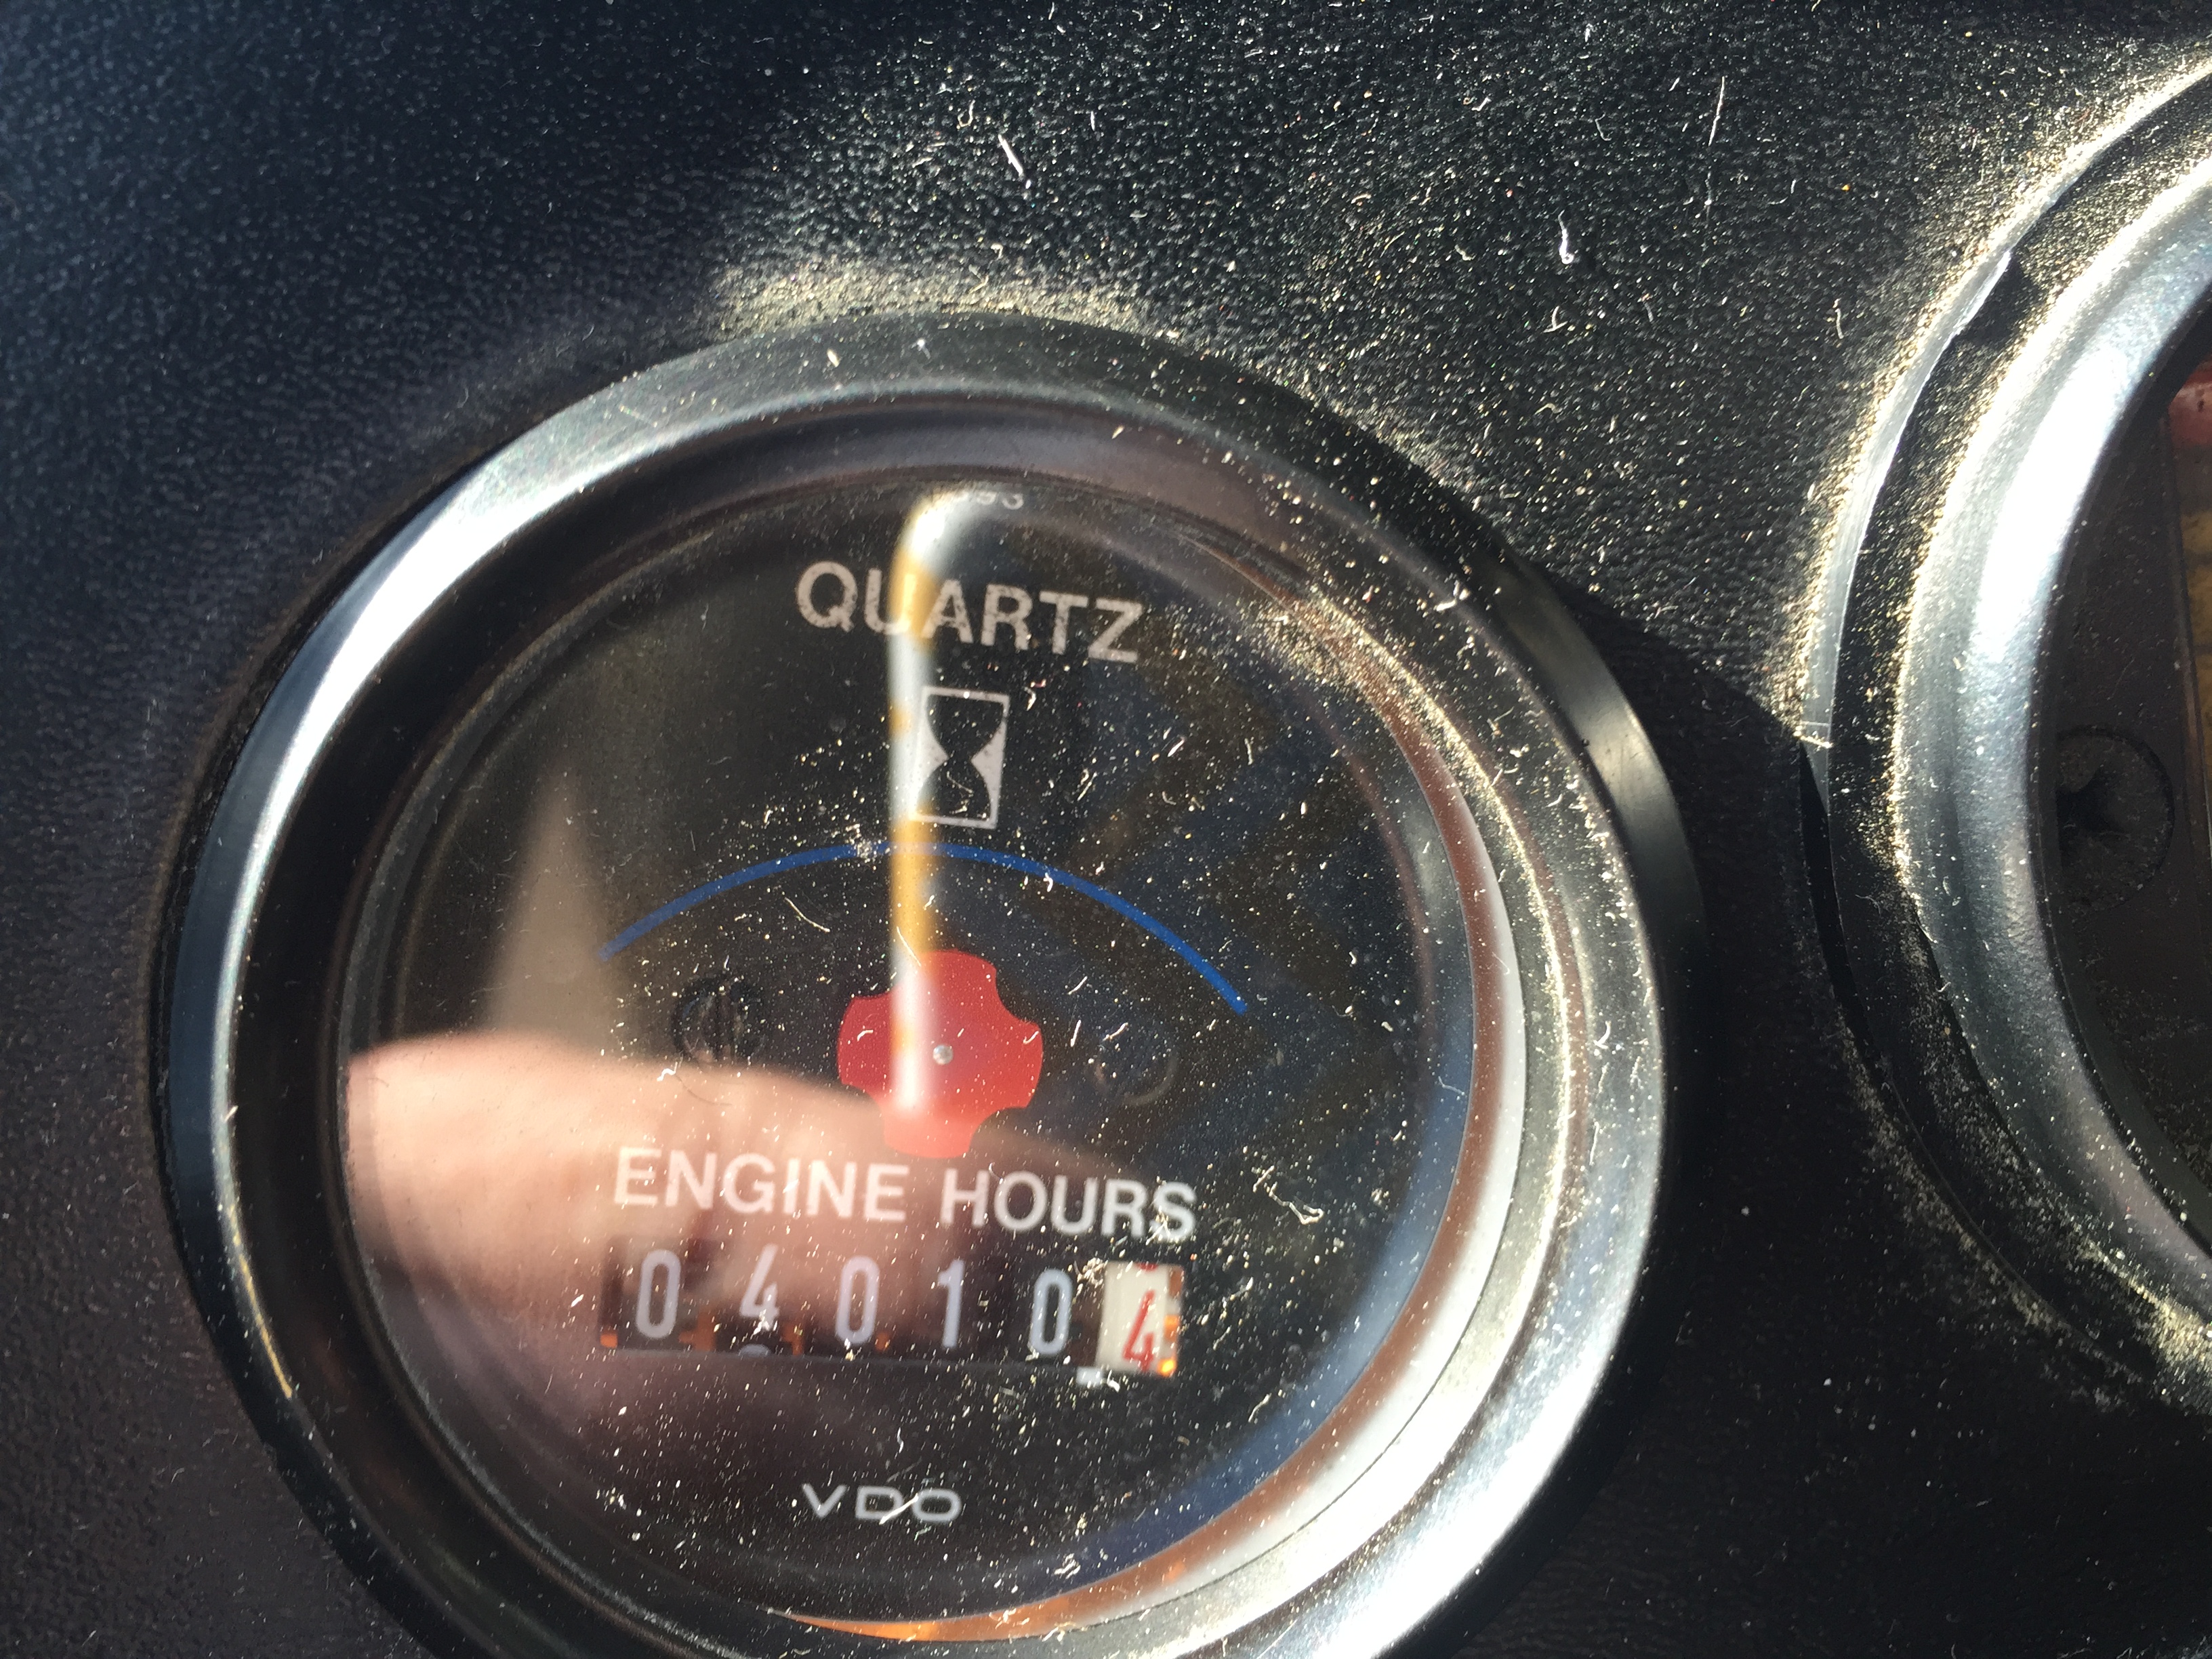 QUARTZ
ENGINE HOURS
040104
VDO